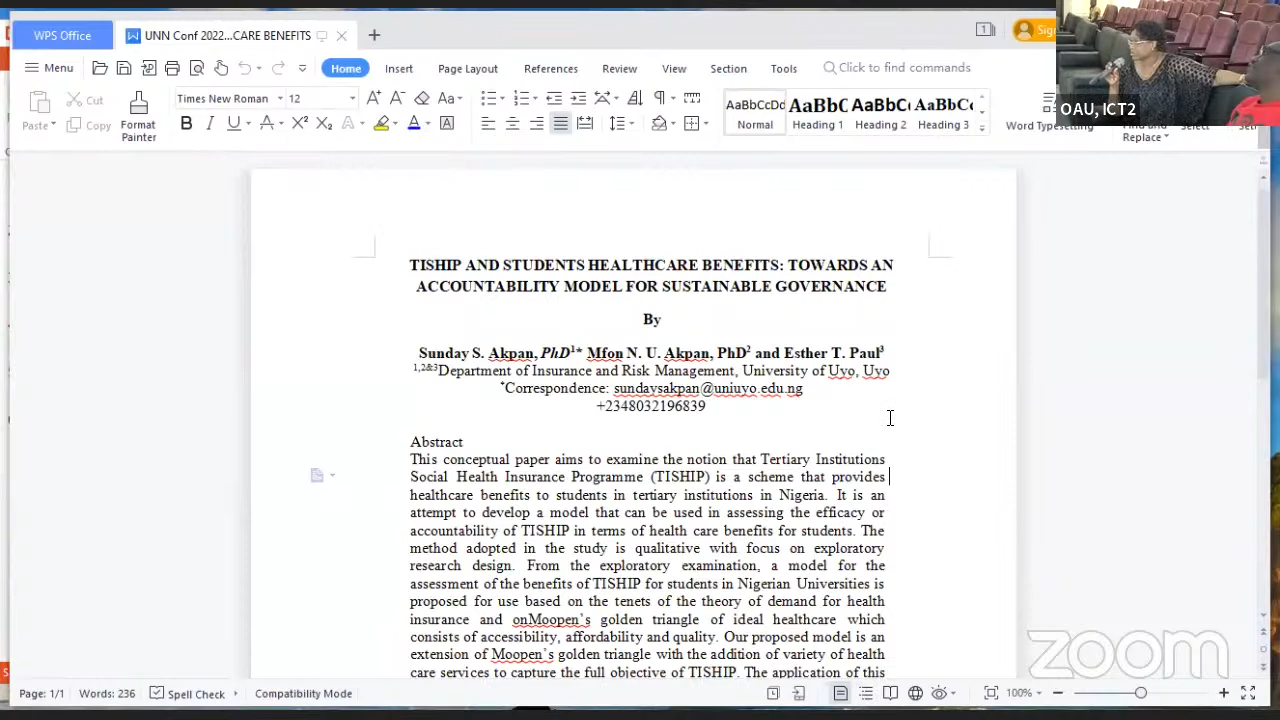 WPS Office
UNN Conf 2022...CARE BENEFITS
1
Sign
Menu
Home
Insert
Page Layout
References
Review
View
Section
Tools
Click to find commands
Paste
Cut
Copy
Format
Painter
Times New Roman
12
AaBbCcDd
Normal
AaBbC
Heading 1
AaBbC
Heading 2
AaBbC
Heading 3
Word Typesetting
Find and
Replace
Select
OAU, ICT2
TISHIP AND STUDENTS HEALTHCARE BENEFITS: TOWARDS AN
ACCOUNTABILITY MODEL FOR SUSTAINABLE GOVERNANCE
By
Sunday S. Akpan, PhD1* Mfon N. U. Akpan, PhD2 and Esther T. Paul3
1,2&3Department of Insurance and Risk Management, University of Uyo, Uyo
*Correspondence: sundaysakpan@uniuyo.edu.ng
+2348032196839
Abstract
This conceptual paper aims to examine the notion that Tertiary Institutions
Social Health Insurance Programme (TISHIP) is a scheme that provides
healthcare benefits to students in tertiary institutions in Nigeria. It is an
attempt to develop a model that can be used in assessing the efficacy or
accountability of TISHIP in terms of health care benefits for students. The
method adopted in the study is qualitative with focus on exploratory
research design. From the exploratory examination, a model for the
assessment of the benefits of TISHIP for students in Nigerian Universities is
proposed for use based on the tenets of the theory of demand for health
insurance and onMoopen's golden triangle of ideal healthcare which
consists of accessibility, affordability and quality. Our proposed model is an
extension of Moopen's golden triangle with the addition of variety of health
care services to capture the full objective of TISHIP. The application of this
zoom
Page: 1/1
Words: 236
Spell Check
Compatibility Mode
100%